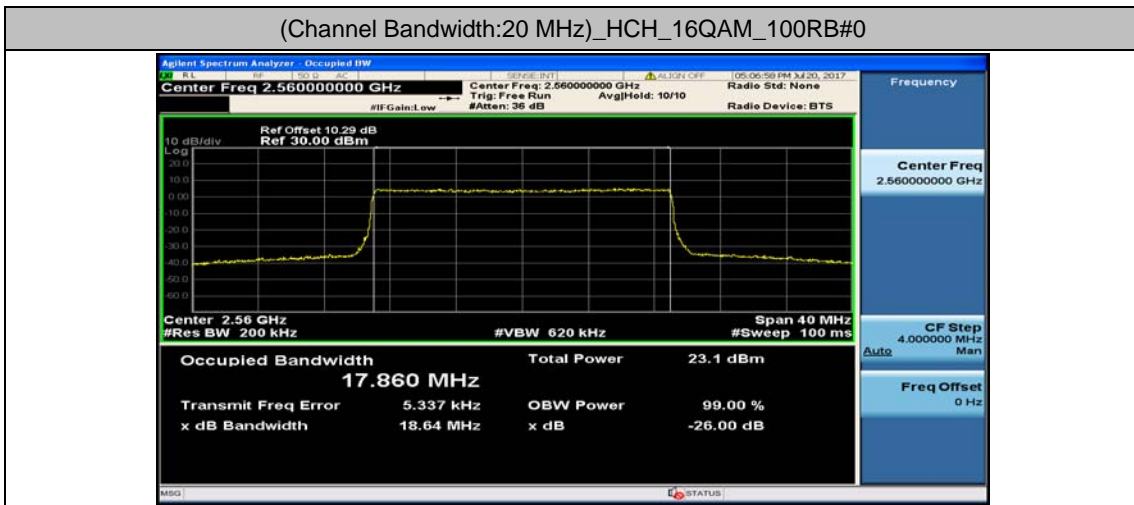 (Channel Bandwidth:20 MHz)_HCH_16QAM_100RB#0
Agilent Spectrum Analyzer - Occupied BW
LXI RL RF 50 Ω AC SENSE:INT ALIGN OFF 05:06:58 PM Jul 20, 2017
Center Freq 2.560000000 GHz
Center Freq: 2.560000000 GHz
Radio Std: None
Trig: Free Run Avg|Hold: 10/10
#IFGain:Low #Atten: 36 dB Radio Device: BTS
Ref Offset 10.29 dB
10 dB/div Ref 30.00 dBm
Log
20.0
10.0
0.00
-10.0
-20.0
-30.0
-40.0
-50.0
-60.0
Center 2.56 GHz Span 40 MHz
#Res BW 200 kHz #VBW 620 kHz #Sweep 100 ms
Occupied Bandwidth Total Power 23.1 dBm
17.860 MHz
Transmit Freq Error 5.337 kHz OBW Power 99.00 %
x dB Bandwidth 18.64 MHz x dB -26.00 dB
MSG STATUS
Frequency
Center Freq
2.560000000 GHz
CF Step
4.000000 MHz
Auto Man
Freq Offset
0 Hz